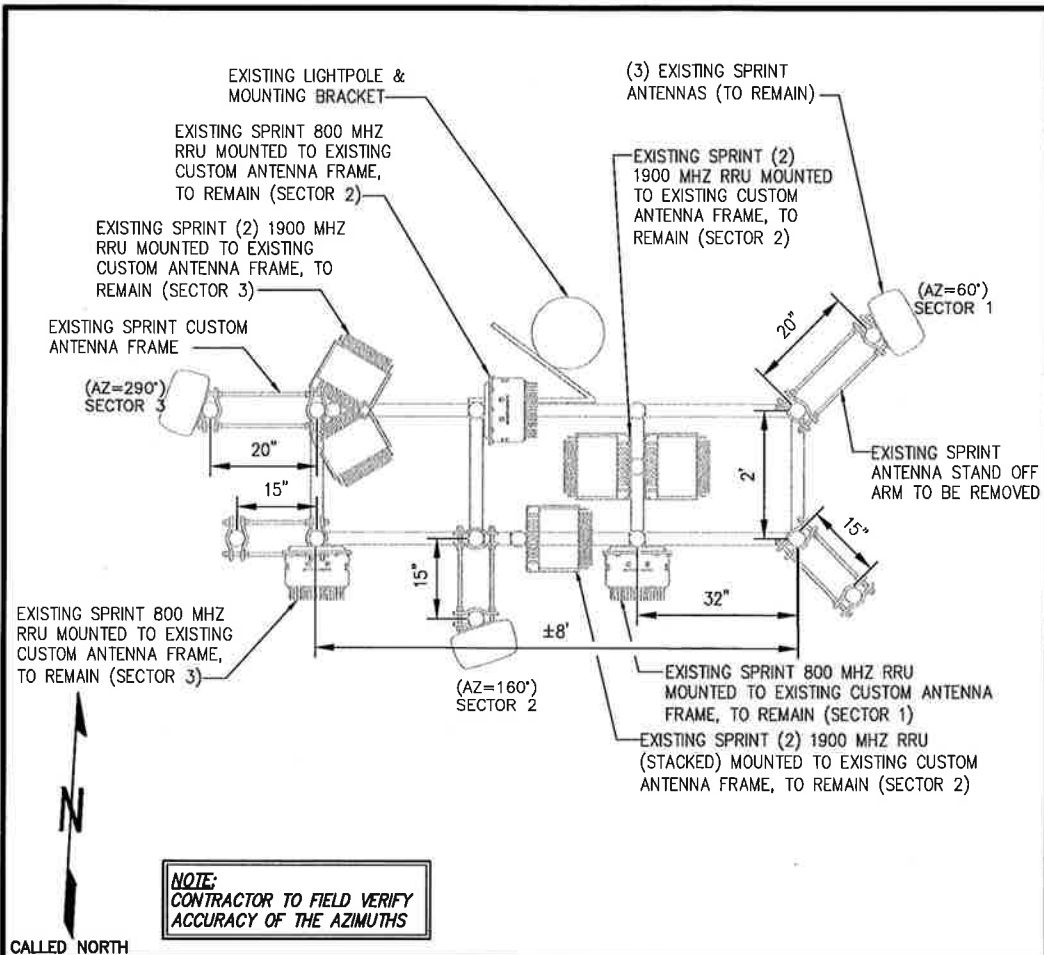 EXISTING LIGHTPOLE &
MOUNTING BRACKET
(3) EXISTING SPRINT
ANTENNAS (TO REMAIN)
EXISTING SPRINT 800 MHZ
RRU MOUNTED TO EXISTING
CUSTOM ANTENNA FRAME,
TO REMAIN (SECTOR 2)
EXISTING SPRINT (2)
1900 MHZ RRU MOUNTED
TO EXISTING CUSTOM
ANTENNA FRAME, TO
REMAIN (SECTOR 2)
EXISTING SPRINT (2) 1900 MHZ
RRU MOUNTED TO EXISTING
CUSTOM ANTENNA FRAME, TO
REMAIN (SECTOR 3)
(AZ=60°)
SECTOR 1
20"
EXISTING SPRINT CUSTOM
ANTENNA FRAME
(AZ=290°)
SECTOR 3
20"
15"
2'
EXISTING SPRINT
ANTENNA STAND OFF
ARM TO BE REMOVED
15"
15"
32"
±8'
EXISTING SPRINT 800 MHZ
RRU MOUNTED TO EXISTING
CUSTOM ANTENNA FRAME,
TO REMAIN (SECTOR 3)
(AZ=160°)
SECTOR 2
EXISTING SPRINT 800 MHZ RRU
MOUNTED TO EXISTING CUSTOM ANTENNA
FRAME, TO REMAIN (SECTOR 1)
EXISTING SPRINT (2) 1900 MHZ RRU
(STACKED) MOUNTED TO EXISTING CUSTOM
ANTENNA FRAME, TO REMAIN (SECTOR 2)
N
CALLED NORTH
NOTE:
CONTRACTOR TO FIELD VERIFY
ACCURACY OF THE AZIMUTHS